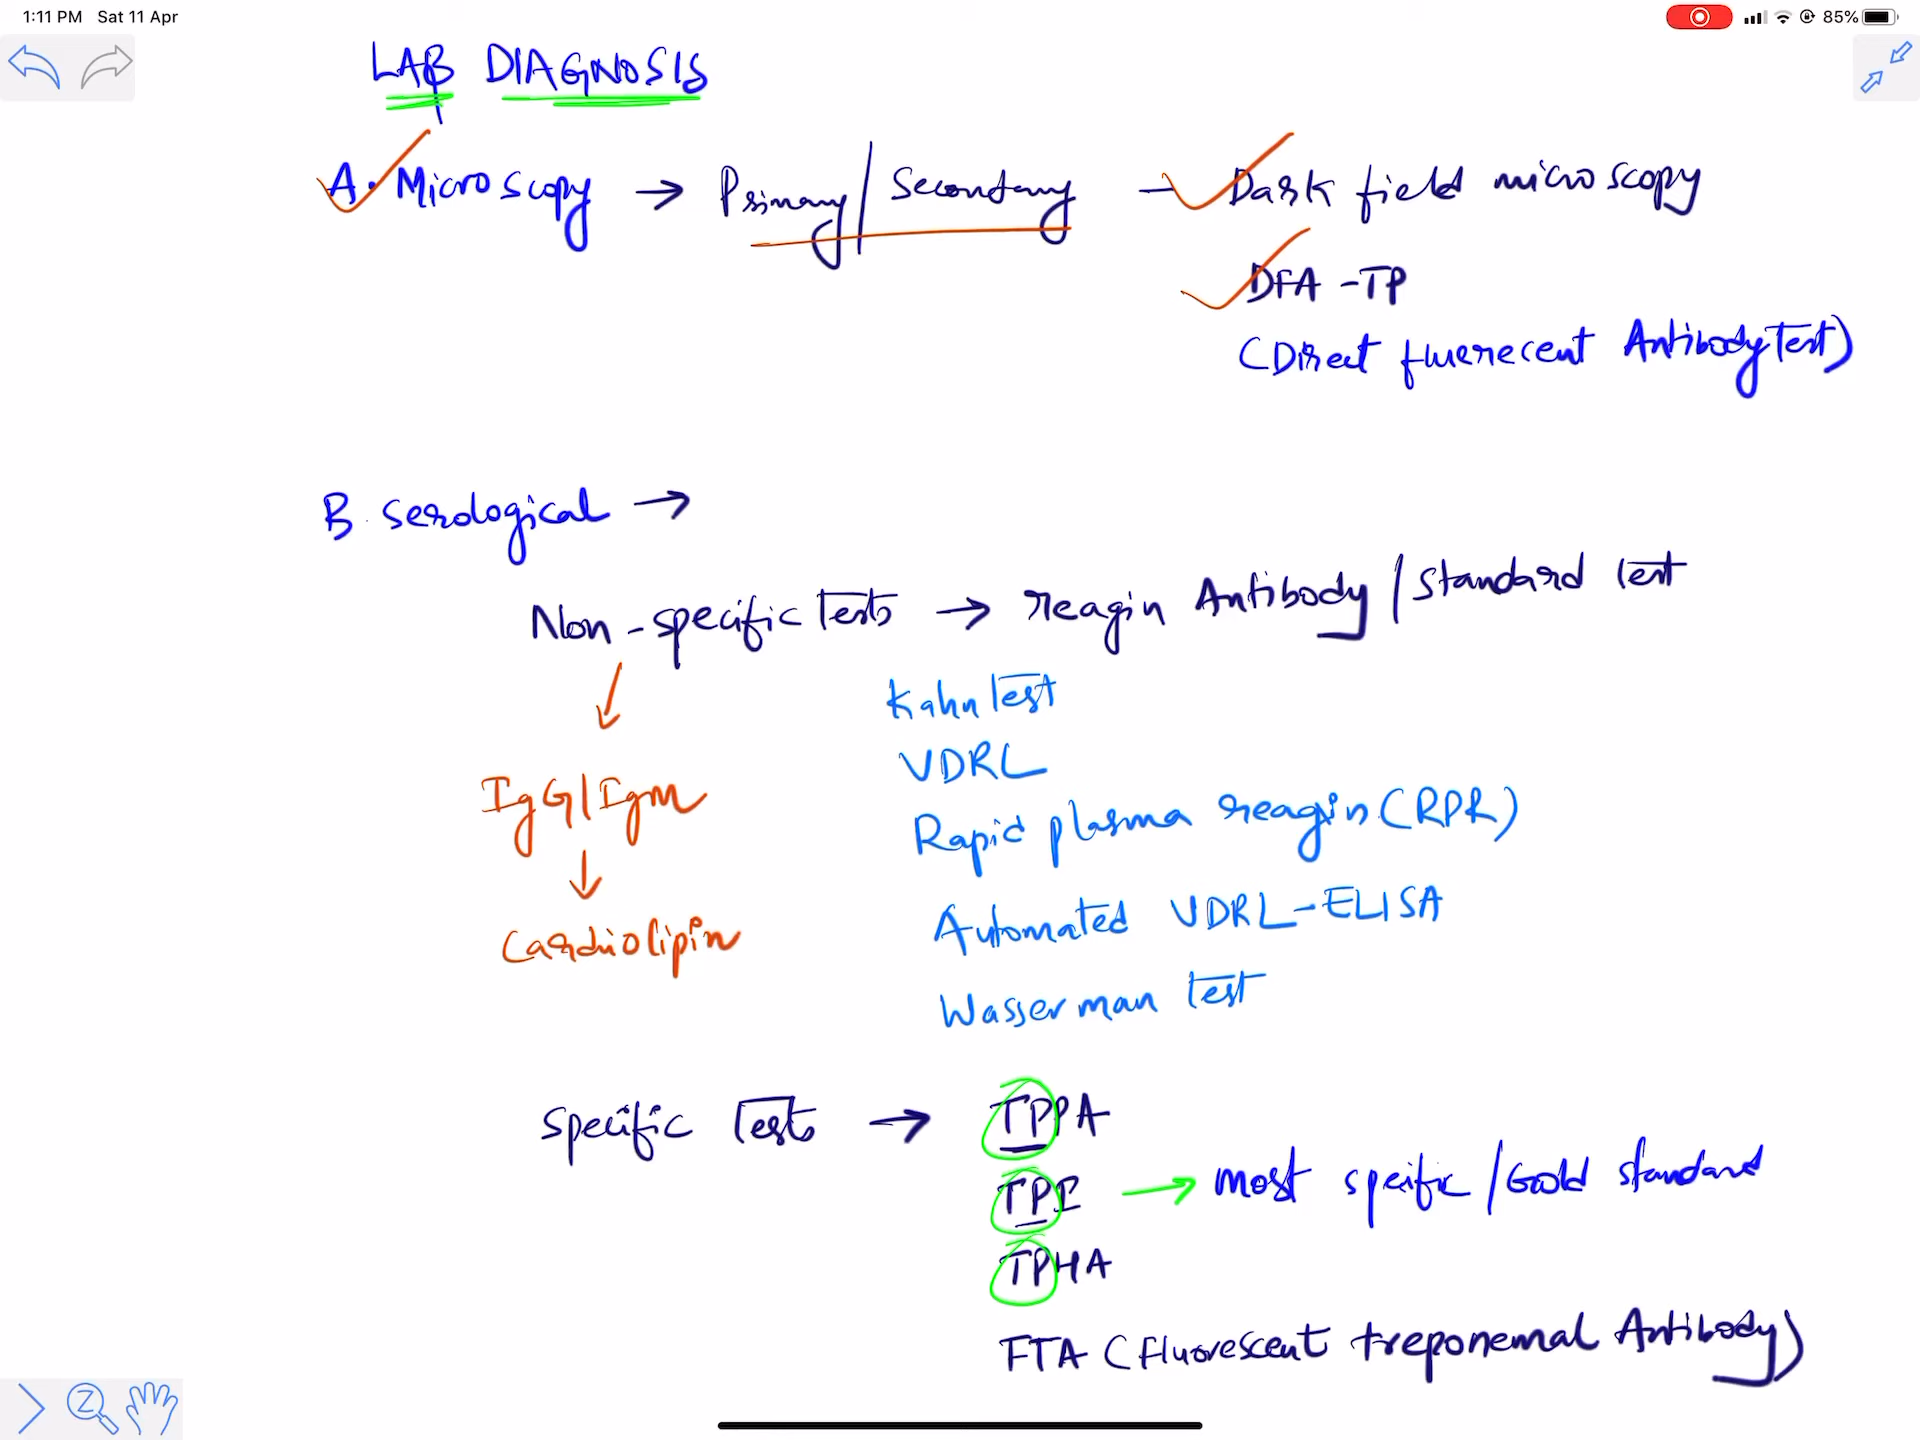 1:11 PM Sat 11 Apr
85%
LAB DIAGNOSIS
A. Microscopy → Primary/Secondary - Dark field microscopy
DFA - TP
(Direct fluerecent Antibody Test)
B. Serological →
Non-specific Tests → reagin Antibody / Standard test
Kahn Test
VDRL
IgG/IgM
Rapid plasma reagin (RPR)
Cardiolipin
Automated VDRL-ELISA
Wasserman test
Specific Tests → TPPA
TPI → most speific / Gold standard
TPHA
FTA (Fluorescent treponemal Antibody)